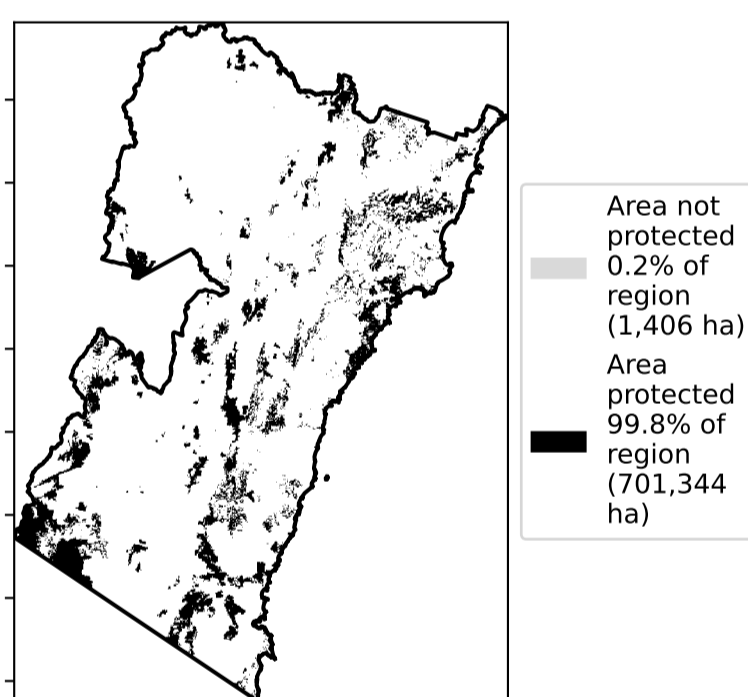 Area not
protected
0.2% of
region
(1,406 ha)
Area
protected
99.8% of
region
(701,344
ha)